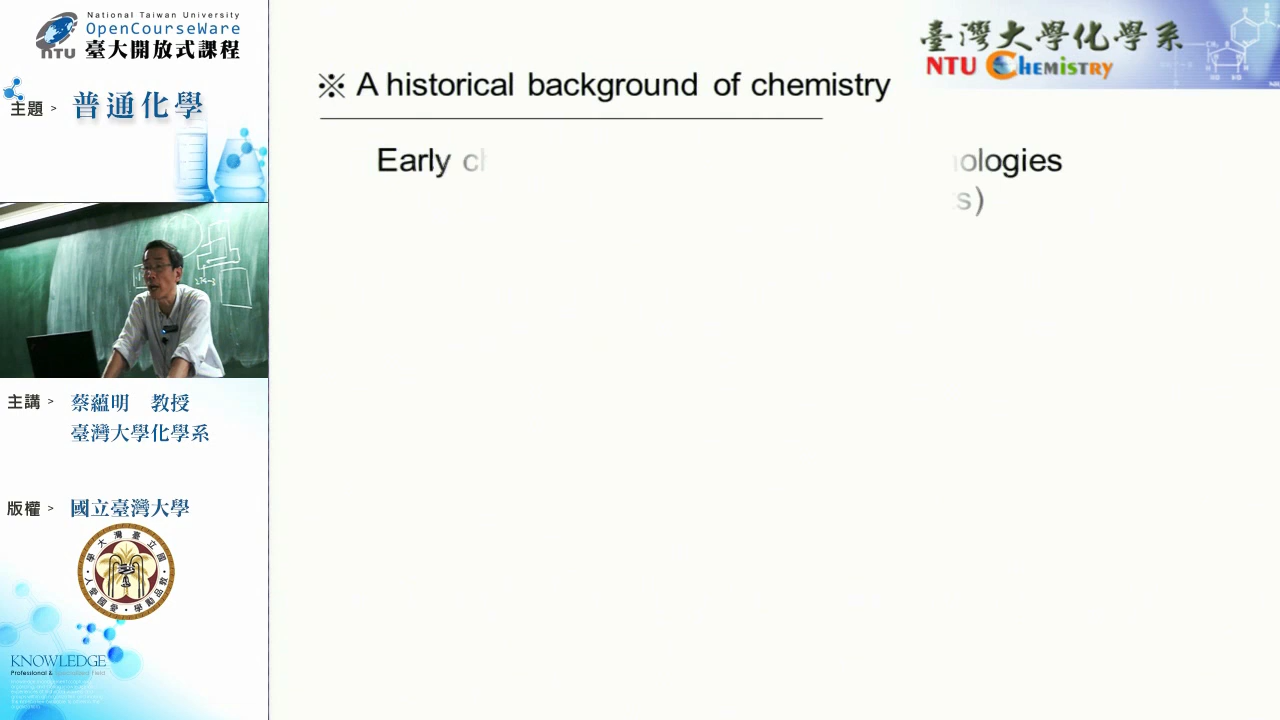 National Taiwan University
OpenCourseWare
NTU 臺大開放式課程
主題 > 普通化學
主講 > 蔡蘊明 教授
臺灣大學化學系
版權 > 國立臺灣大學
KNOWLEDGE
Professional &
臺灣大學化學系
NTU CHEMISTRY
※ A historical background of chemistry
Early ch ologies
s)